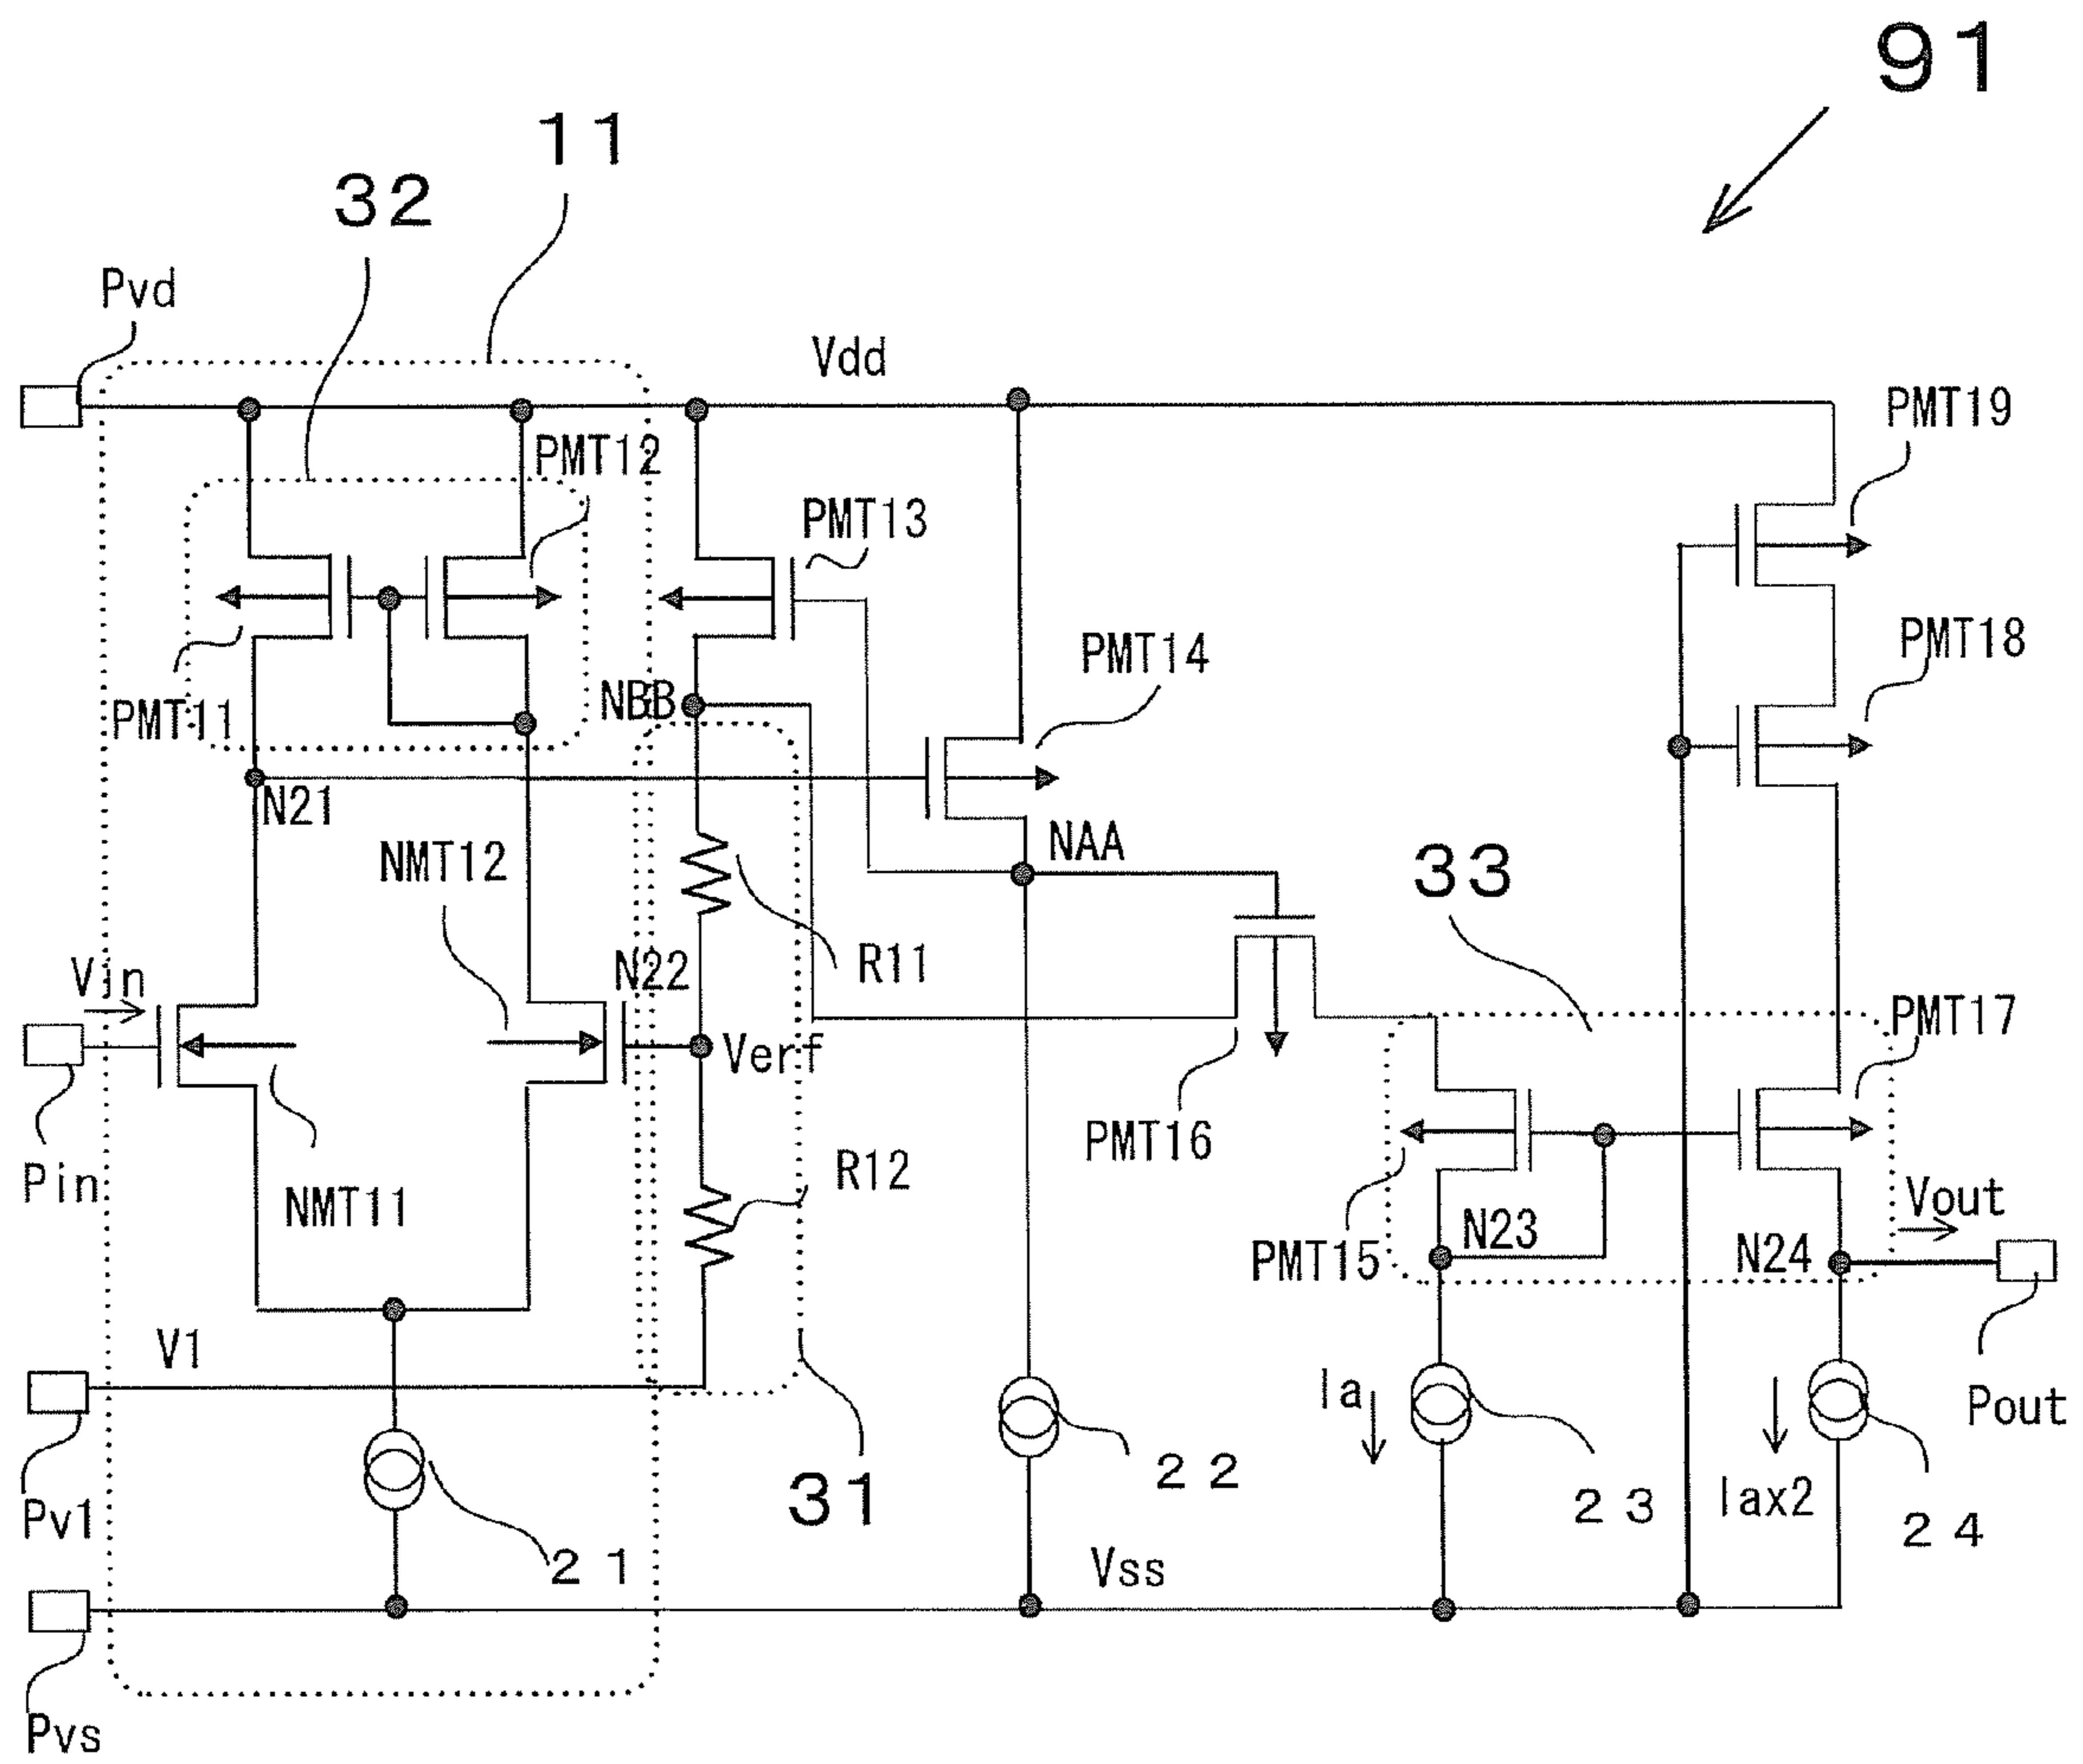 91
11
32
Pvd
Vdd
PMT19
PMT12
PMT13
PMT18
PMT14
NBB
PMT11
N21
NAA
NMT12
33
R11
N22
Vin
PMT17
Verf
PMT16
R12
Pin
NMT11
Vout
N23
N24
PMT15
V1
Ia
Pout
31
22
23
Iax2
24
Pv1
21
Vss
Pvs